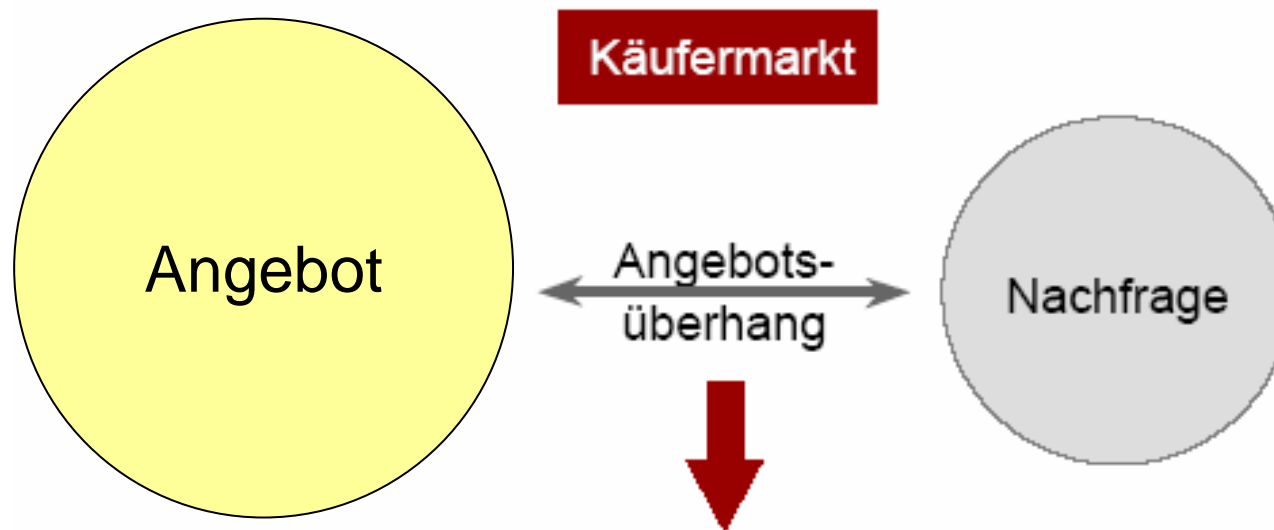 Käufermarkt
Angebot
Angebots-
überhang
Nachfrage